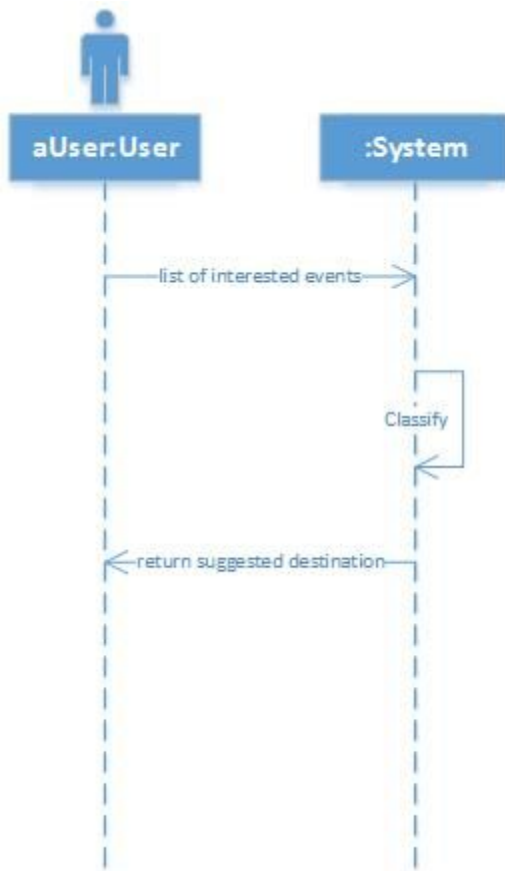 aUser:User
:System
list of interested events
Classify
return suggested destination